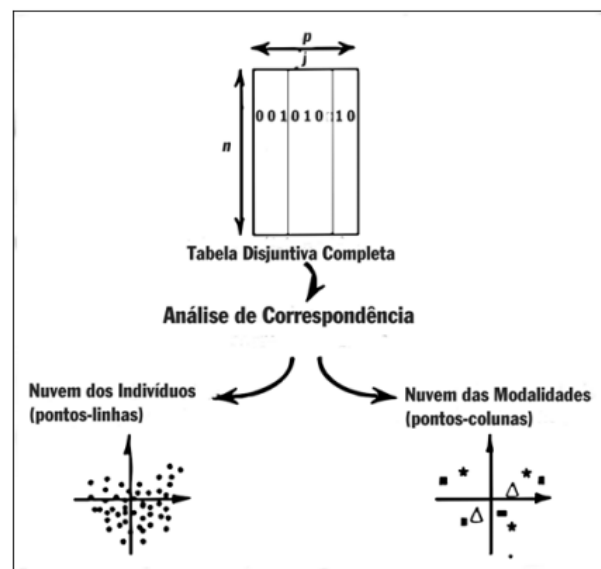 p
j
0 0 1 0 1 0 1 0
n
Tabela Disjuntiva Completa
Análise de Correspondência
Nuvem dos Indivíduos
(pontos-linhas)
Nuvem das Modalidades
(pontos-colunas)